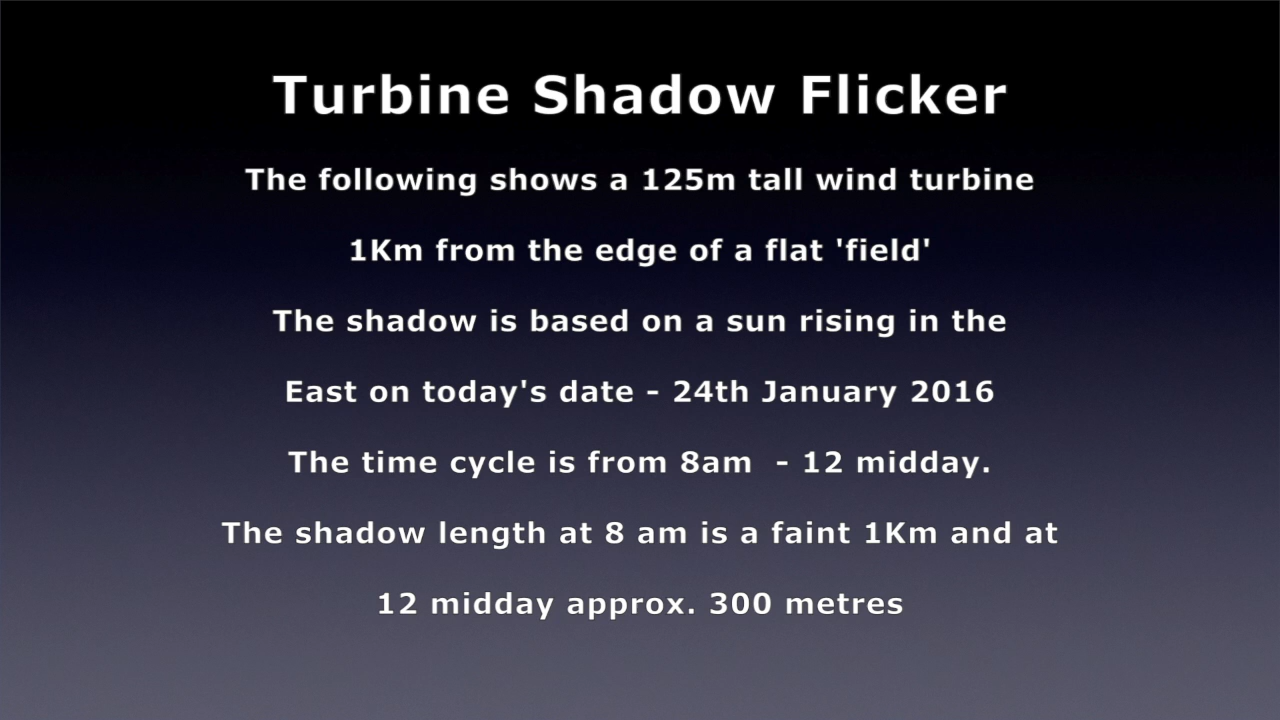 Turbine Shadow Flicker
The following shows a 125m tall wind turbine
1Km from the edge of a flat 'field'
The shadow is based on a sun rising in the
East on today's date - 24th January 2016
The time cycle is from 8am  - 12 midday.
The shadow length at 8 am is a faint 1Km and at
12 midday approx. 300 metres